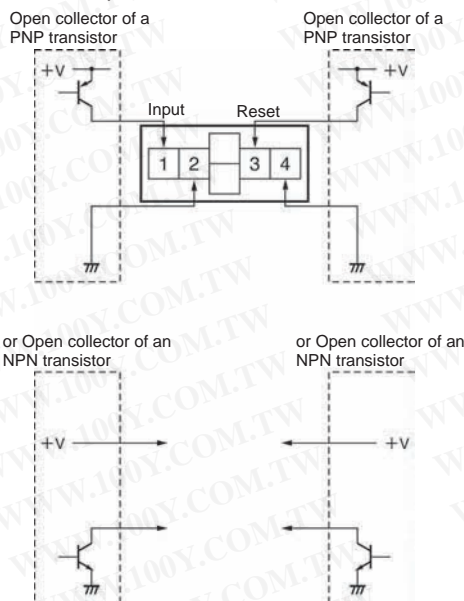 Open collector of a
PNP transistor
Open collector of a
PNP transistor
+V
+V
Input
Reset
1 2 3 4
or Open collector of an
NPN transistor
or Open collector of an
NPN transistor
+V
+V
WWW.100Y.COM.TW